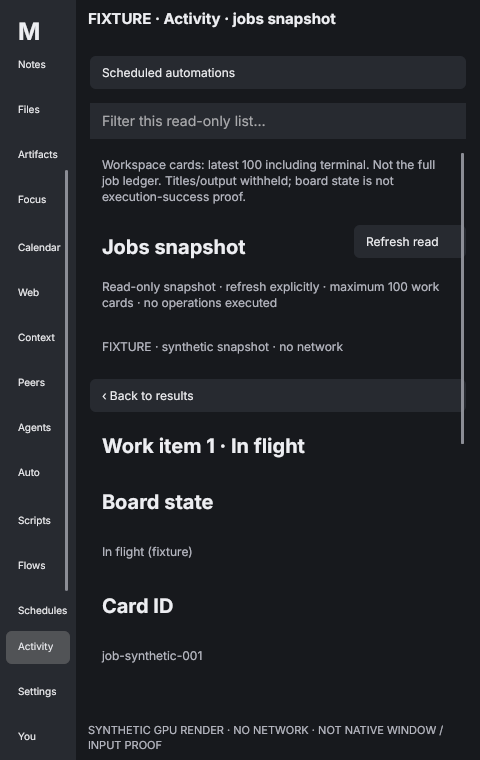 M
Notes
Files
Artifacts
Focus
Calendar
Web
Context
Peers
Agents
Auto
Scripts
Flows
Schedules
Activity
Settings
You
FIXTURE · Activity · jobs snapshot
Scheduled automations
Filter this read-only list...
Workspace cards: latest 100 including terminal. Not the full
job ledger. Titles/output withheld; board state is not
execution-success proof.
Jobs snapshot
Refresh read
Read-only snapshot · refresh explicitly · maximum 100 work
cards · no operations executed
FIXTURE · synthetic snapshot · no network
‹ Back to results
Work item 1 · In flight
Board state
In flight (fixture)
Card ID
job-synthetic-001
SYNTHETIC GPU RENDER · NO NETWORK · NOT NATIVE WINDOW /
INPUT PROOF